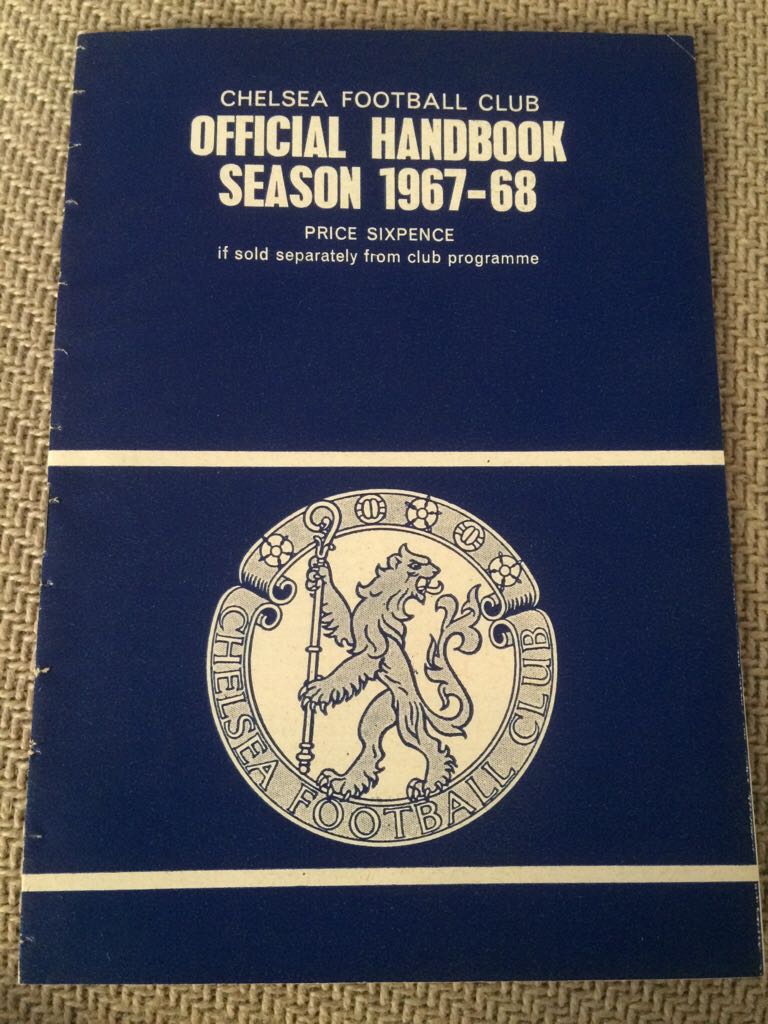 CHELSEA FOOTBALL CLUB
OFFICIAL HANDBOOK
SEASON 1967-68
PRICE SIXPENCE
if sold separately from club programme
CHELSEA FOOTBALL CLUB